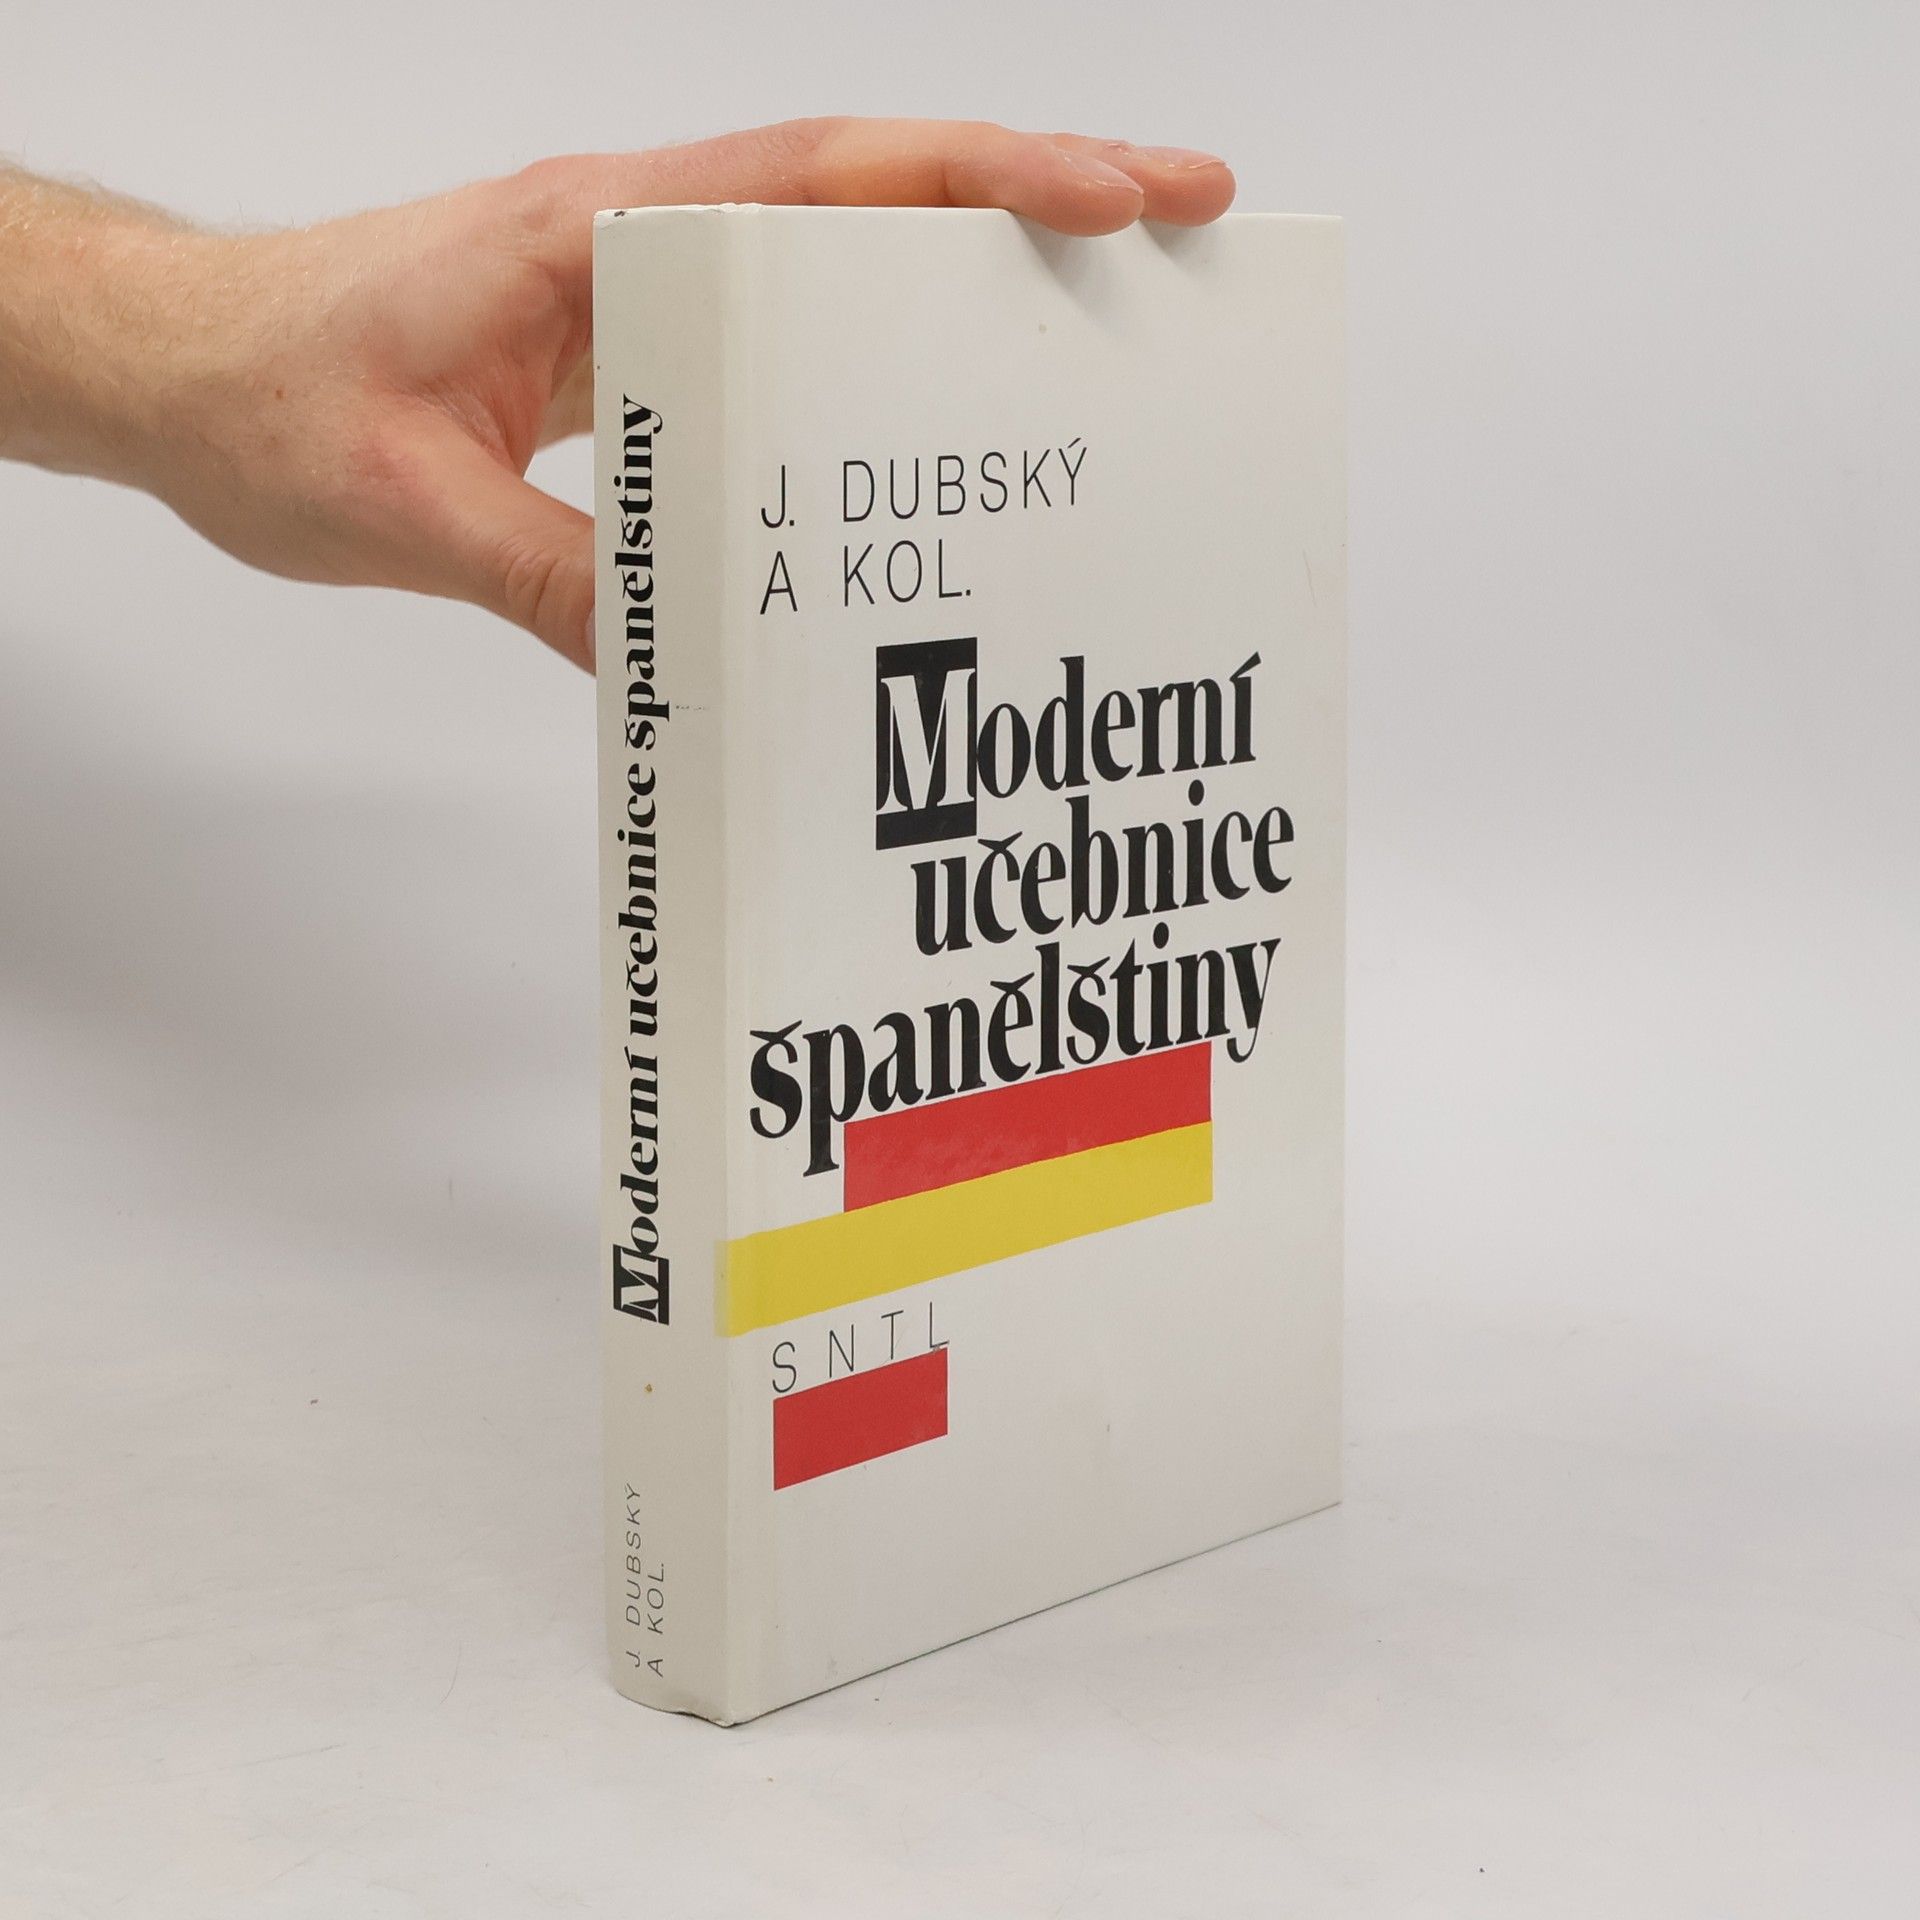 J. DUBSKÝ
A KOL.
Moderní
učebnice
španělštiny
SNTL
Moderní učebnice španělštiny
J. DUBSKÝ
A KOL.